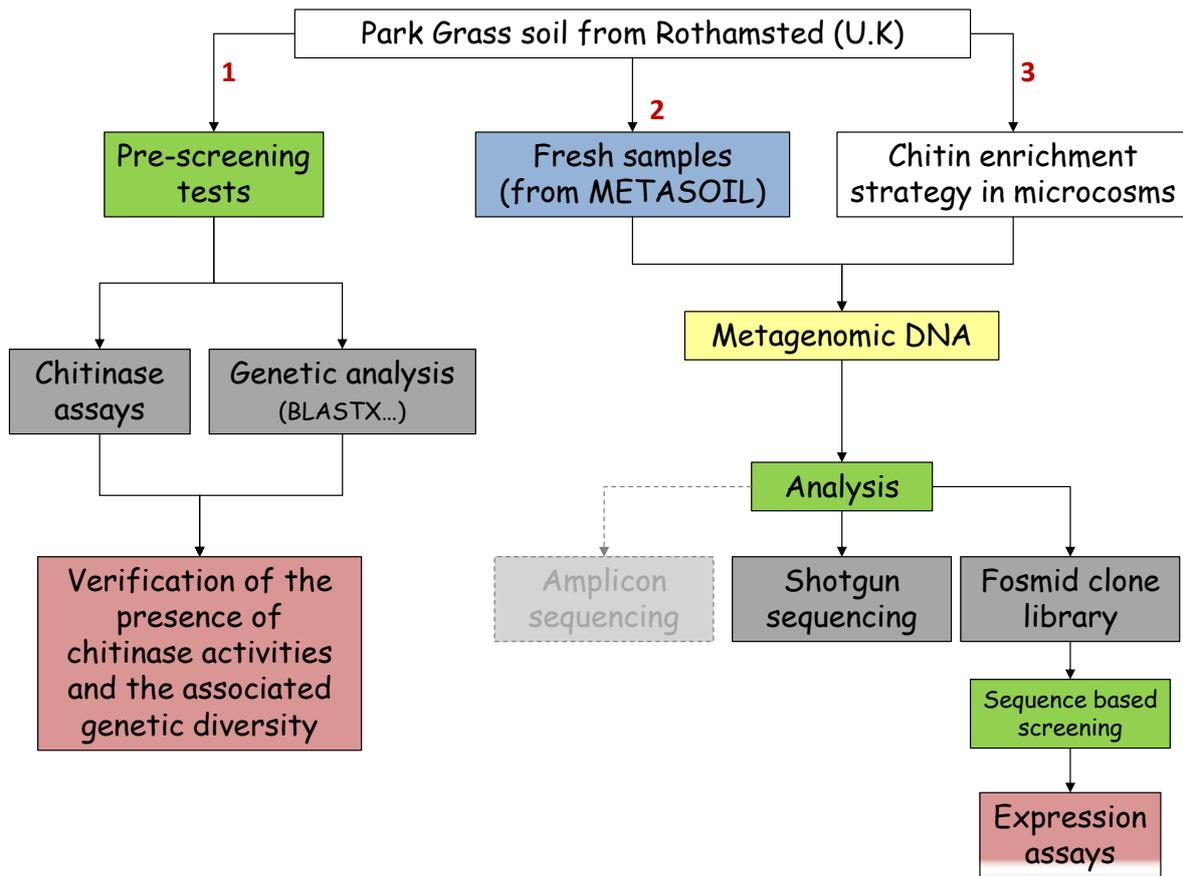 Park Grass soil from Rothamsted (U.K)
1
2
3
Pre-screening
tests
Fresh samples
(from METASOIL)
Chitin enrichment
strategy in microcosms
Metagenomic DNA
Chitinase
assays
Genetic analysis
(BLASTX...)
Analysis
Verification of the
presence of
chitinase activities
and the associated
genetic diversity
Amplicon
sequencing
Shotgun
sequencing
Fosmid clone
library
Sequence based
screening
Expression
assays